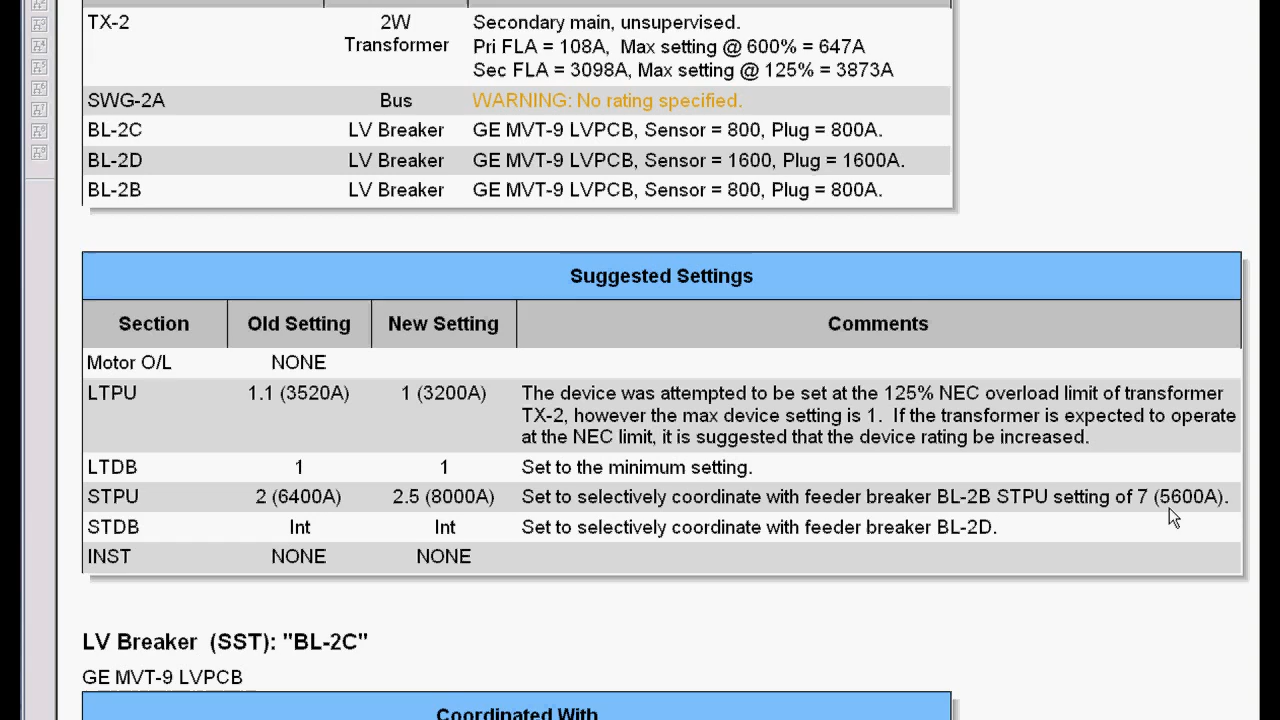 TX-2 2W Transformer Secondary main, unsupervised.
Pri FLA = 108A, Max setting @ 600% = 647A
Sec FLA = 3098A, Max setting @ 125% = 3873A
SWG-2A Bus WARNING: No rating specified.
BL-2C LV Breaker GE MVT-9 LVPCB, Sensor = 800, Plug = 800A.
BL-2D LV Breaker GE MVT-9 LVPCB, Sensor = 1600, Plug = 1600A.
BL-2B LV Breaker GE MVT-9 LVPCB, Sensor = 800, Plug = 800A.
Suggested Settings
Section Old Setting New Setting Comments
Motor O/L NONE
LTPU 1.1 (3520A) 1 (3200A) The device was attempted to be set at the 125% NEC overload limit of transformer
TX-2, however the max device setting is 1. If the transformer is expected to operate
at the NEC limit, it is suggested that the device rating be increased.
LTDB 1 1 Set to the minimum setting.
STPU 2 (6400A) 2.5 (8000A) Set to selectively coordinate with feeder breaker BL-2B STPU setting of 7 (5600A).
STDB Int Int Set to selectively coordinate with feeder breaker BL-2D.
INST NONE NONE
LV Breaker (SST): "BL-2C"
GE MVT-9 LVPCB
Coordinated With